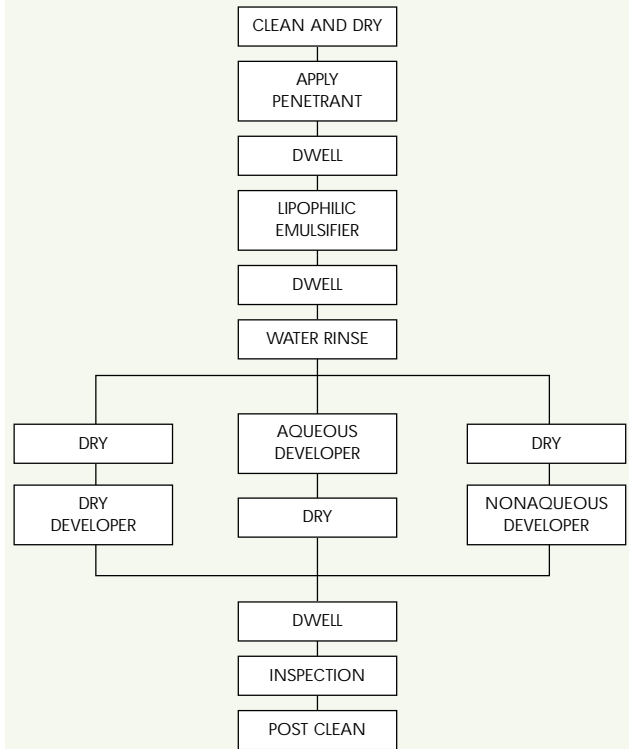 CLEAN AND DRY
APPLY
PENETRANT
DWELL
LIPOPHILIC
EMULSIFIER
DWELL
WATER RINSE
DRY
DRY
DEVELOPER
AQUEOUS
DEVELOPER
DRY
DRY
NONAQUEOUS
DEVELOPER
DWELL
INSPECTION
POST CLEAN